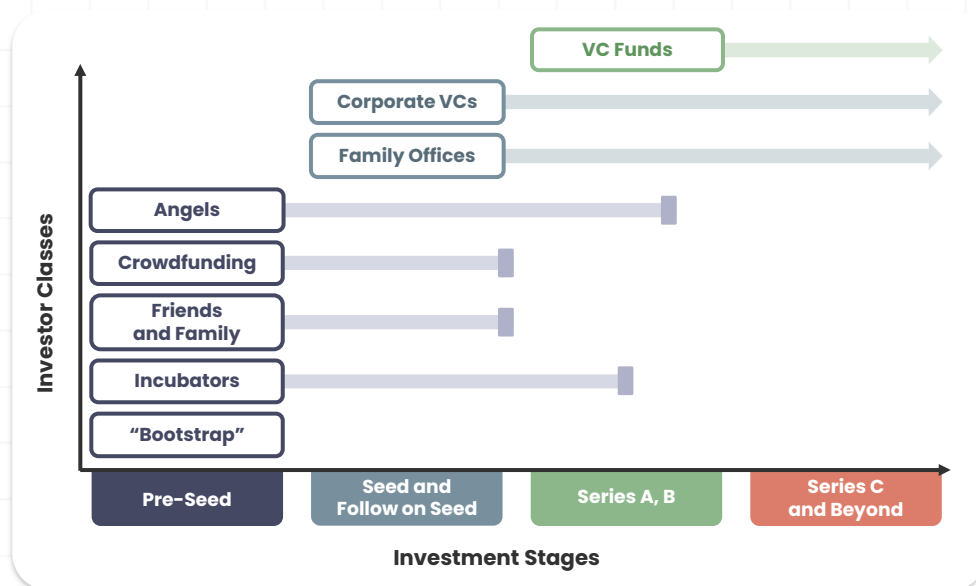 VC Funds
Corporate VCs
Family Offices
Angels
Crowdfunding
Friends
and Family
Incubators
“Bootstrap”
Investor Classes
Pre-Seed
Seed and
Follow on Seed
Series A, B
Series C
and Beyond
Investment Stages